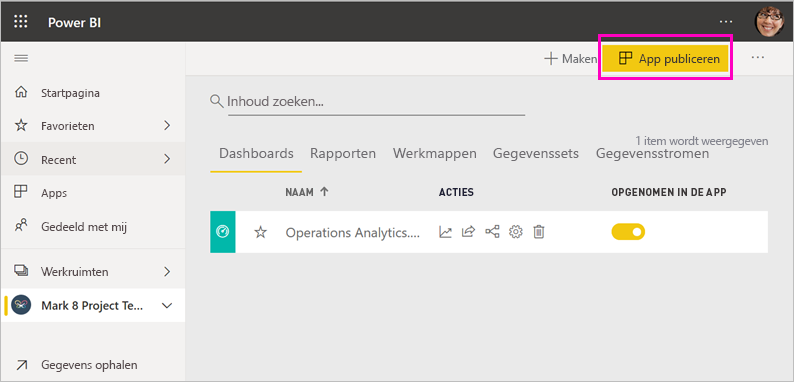 Power BI
Maken
App publiceren
Startpagina
Favorieten
Recent
Apps
Gedeeld met mij
Werkruimten
Mark 8 Project Te...
Gegevens ophalen
Inhoud zoeken...
1 item wordt weergegeven
Dashboards Rapporten Werkmappen Gegevenssets Gegevensstromen
NAAM ACTIES OPGENOMEN IN DE APP
Operations Analytics....